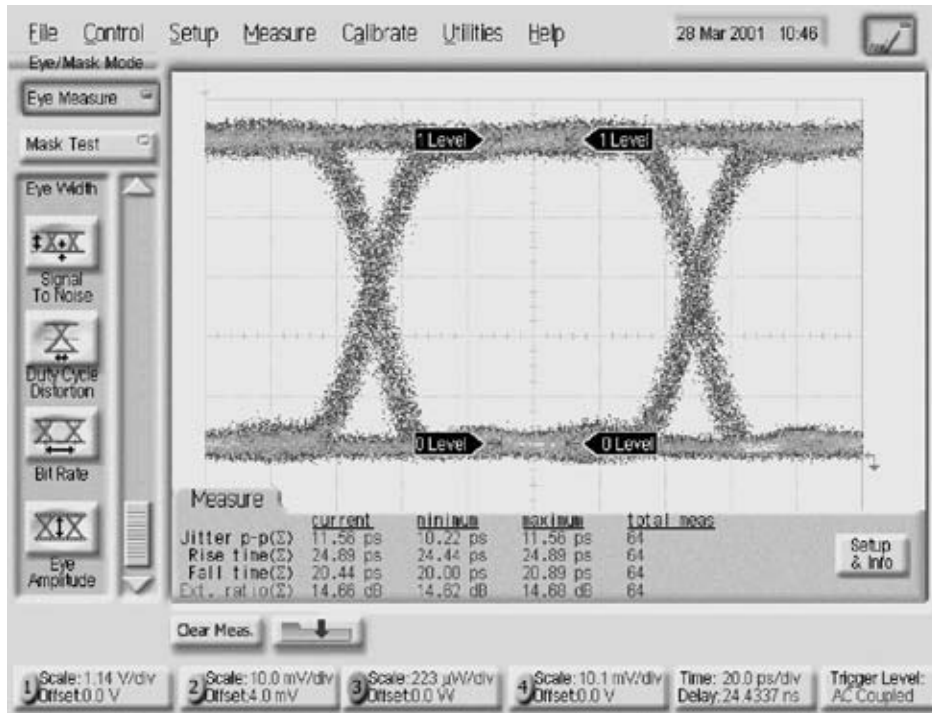 File Control Setup Measure Calibrate Utilities Help 28 Mar 2001 10:46
Eye/Mask Mode
Eye Measure
Mask Test
Eye Width
Signal
To Noise
Duty Cycle
Distortion
Bit Rate
Eye
Amplitude
1 Level 1 Level
0 Level 0 Level
Measure
current minimum maximum total meas
Jitter p-p(Σ) 11.56 ps 10.22 ps 11.56 ps 64
Rise time(Σ) 24.89 ps 24.44 ps 24.89 ps 64
Fall time(Σ) 20.44 ps 20.00 ps 20.89 ps 64
Ext. ratio(Σ) 14.66 dB 14.62 dB 14.68 dB 64
Setup
& Info
Clear Meas.
1 Scale: 1.14 V/div
Offset:0.0 V
2 Scale: 10.0 mV/div
Offset:4.0 mV
3 Scale: 223 µW/div
Offset:0.0 W
4 Scale: 10.1 mV/div
Offset:0.0 V
Time: 20.0 ps/div
Delay:24.4337 ns
Trigger Level:
AC Coupled